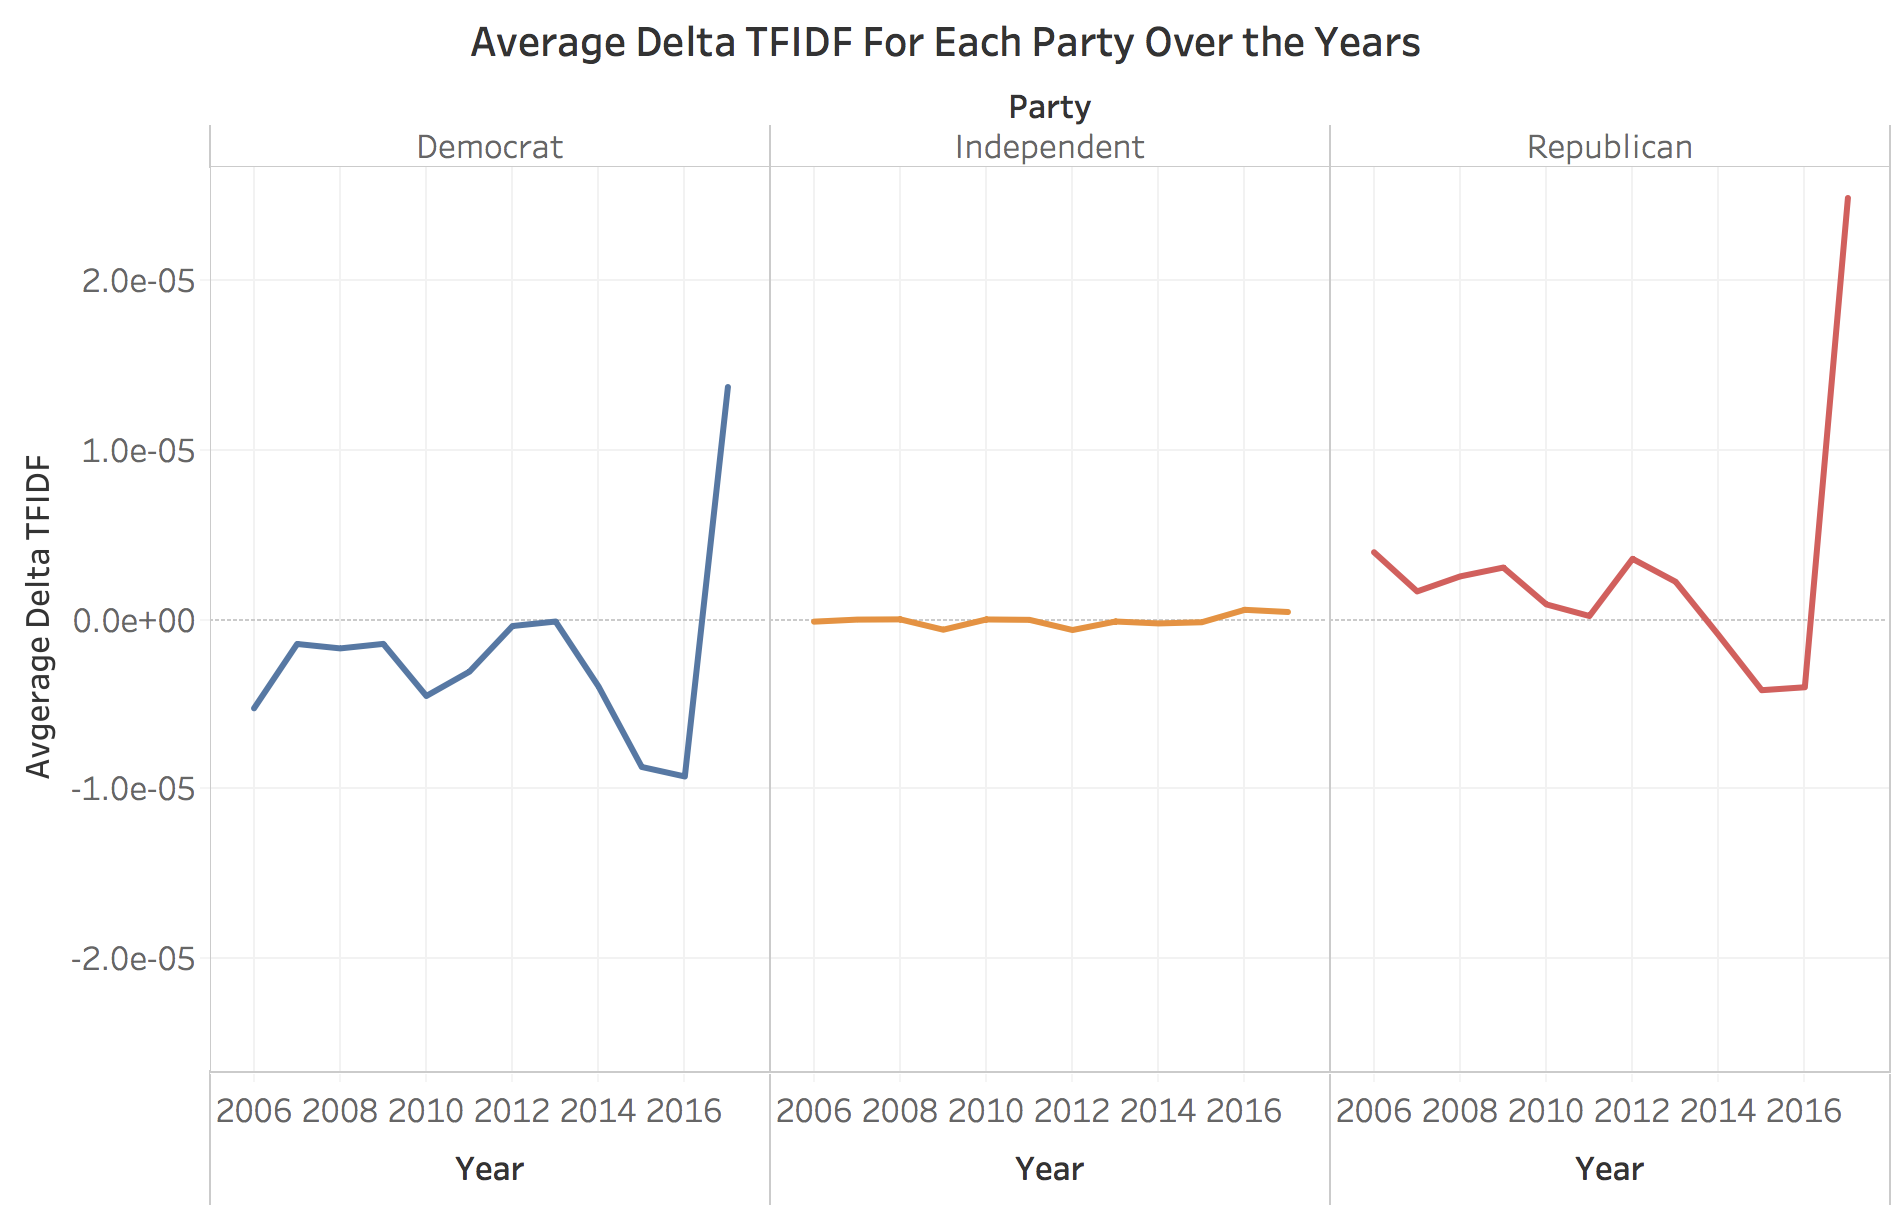 Average Delta TFIDF For Each Party Over the Years
Party
Democrat Independent Republican
Avgerage Delta TFIDF
2.0e-05
1.0e-05
0.0e+00
-1.0e-05
-2.0e-05
2006 2008 2010 2012 2014 2016 2006 2008 2010 2012 2014 2016 2006 2008 2010 2012 2014 2016
Year Year Year